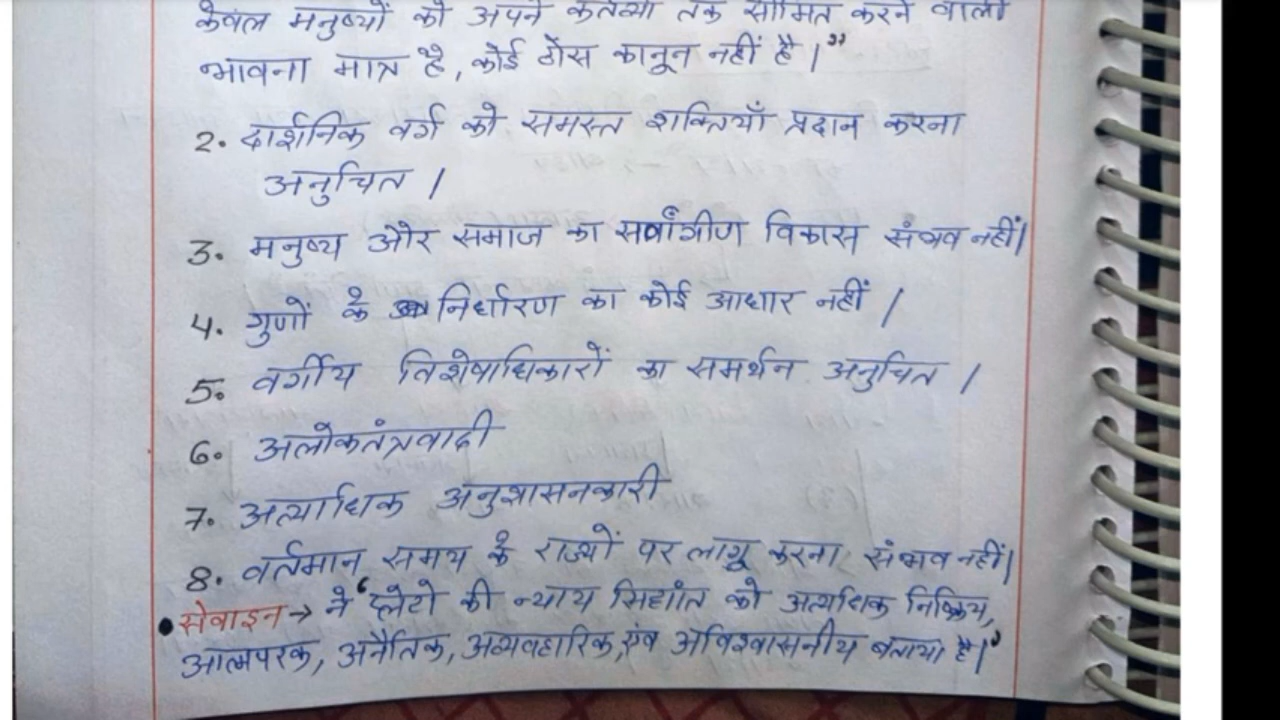 केवल मनुष्यों को अपने कर्तव्यों तक सीमित करने वाली
भावना मात्र है, कोई ठोस कानून नहीं है।”
2. दार्शनिक वर्ग को समस्त शक्तियाँ प्रदान करना
अनुचित।
3. मनुष्य और समाज का सर्वांगीण विकास संभव नहीं।
4. गुणों के निर्धारण का कोई आधार नहीं।
5. वर्गीय विशेषाधिकारों का समर्थन अनुचित।
6. अलोकतंत्रवादी
7. अत्याधिक अनुशासनकारी
8. वर्तमान समय के राज्यों पर लागू करना संभव नहीं।
• सेवाइन → ने ‘प्लेटो की न्याय सिद्धांत को अत्यधिक निष्क्रिय,
आत्मपरक, अनैतिक, अव्यवहारिक, एंव अविश्वासनीय बताया है।’